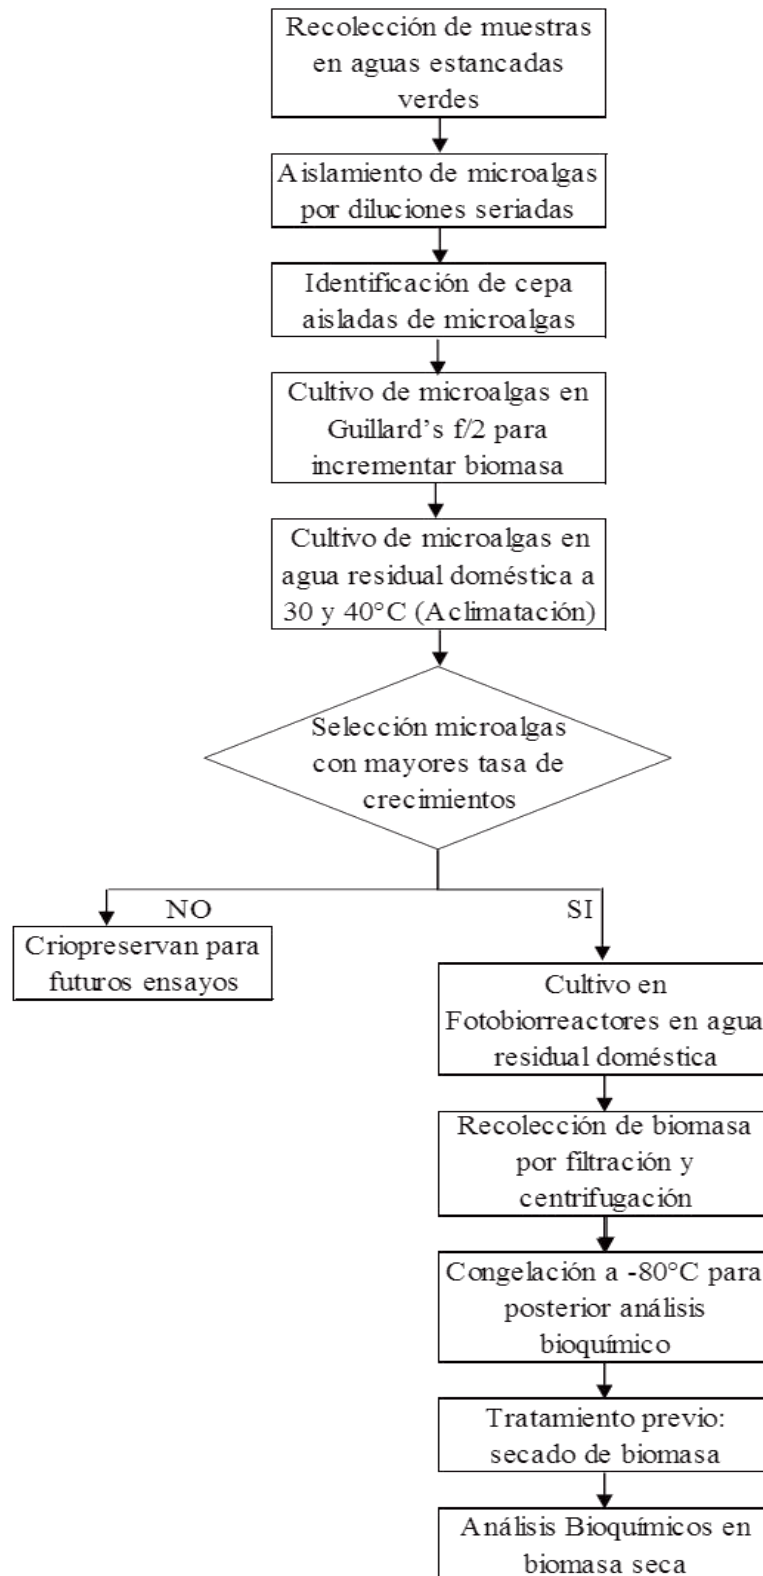 Recolección de muestras
en aguas estancadas
verdes
Aislamiento de microalgas
por diluciones seriadas
Identificación de cepa
aisladas de microalgas
Cultivo de microalgas en
Guillard’s f/2 para
incrementar biomasa
Cultivo de microalgas en
agua residual doméstica a
30 y 40°C (Aclimatación)
Selección microalgas
con mayores tasa de
crecimientos
NO
SI
Criopreservan para
futuros ensayos
Cultivo en
Fotobiorreactores en agua
residual doméstica
Recolección de biomasa
por filtración y
centrifugación
Congelación a -80°C para
posterior análisis
bioquímico
Tratamiento previo:
secado de biomasa
Análisis Bioquímicos en
biomasa seca